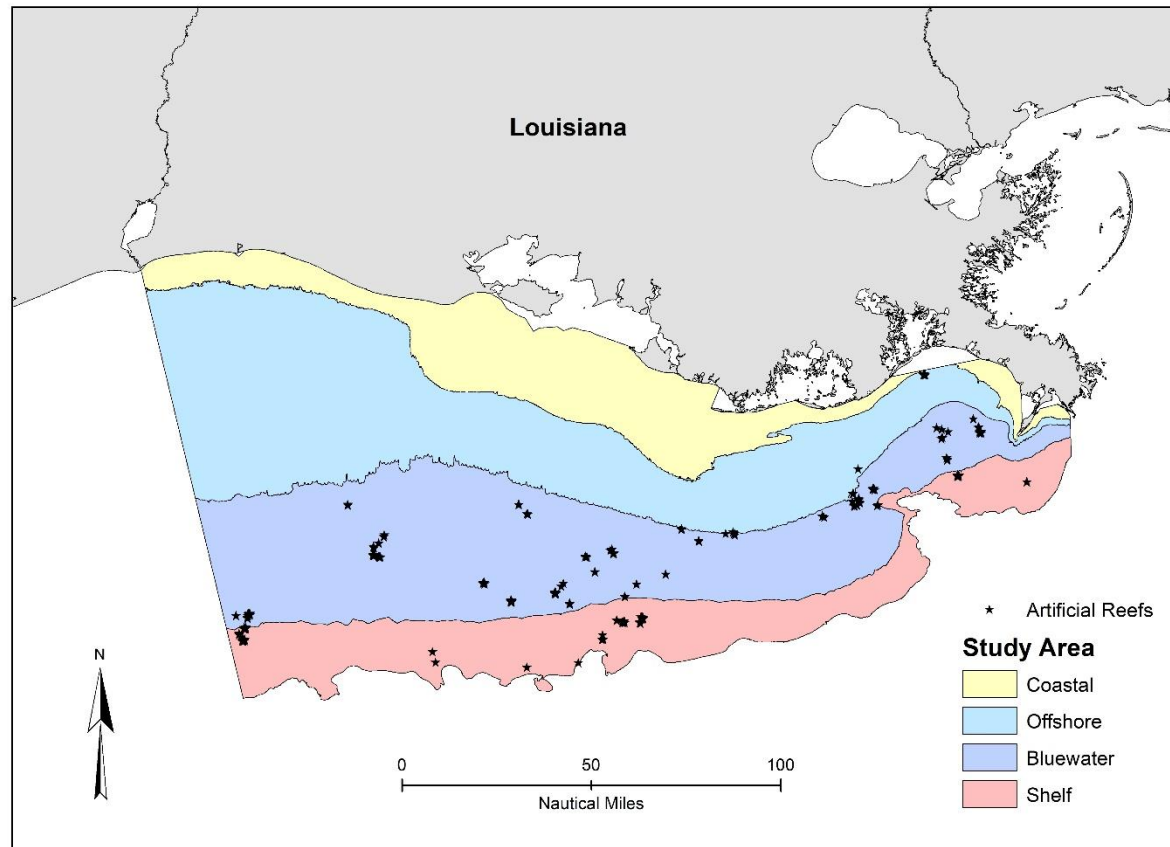 Louisiana
Artificial Reefs
Study Area
Coastal
Offshore
Bluewater
Shelf
N
0 50 100
Nautical Miles